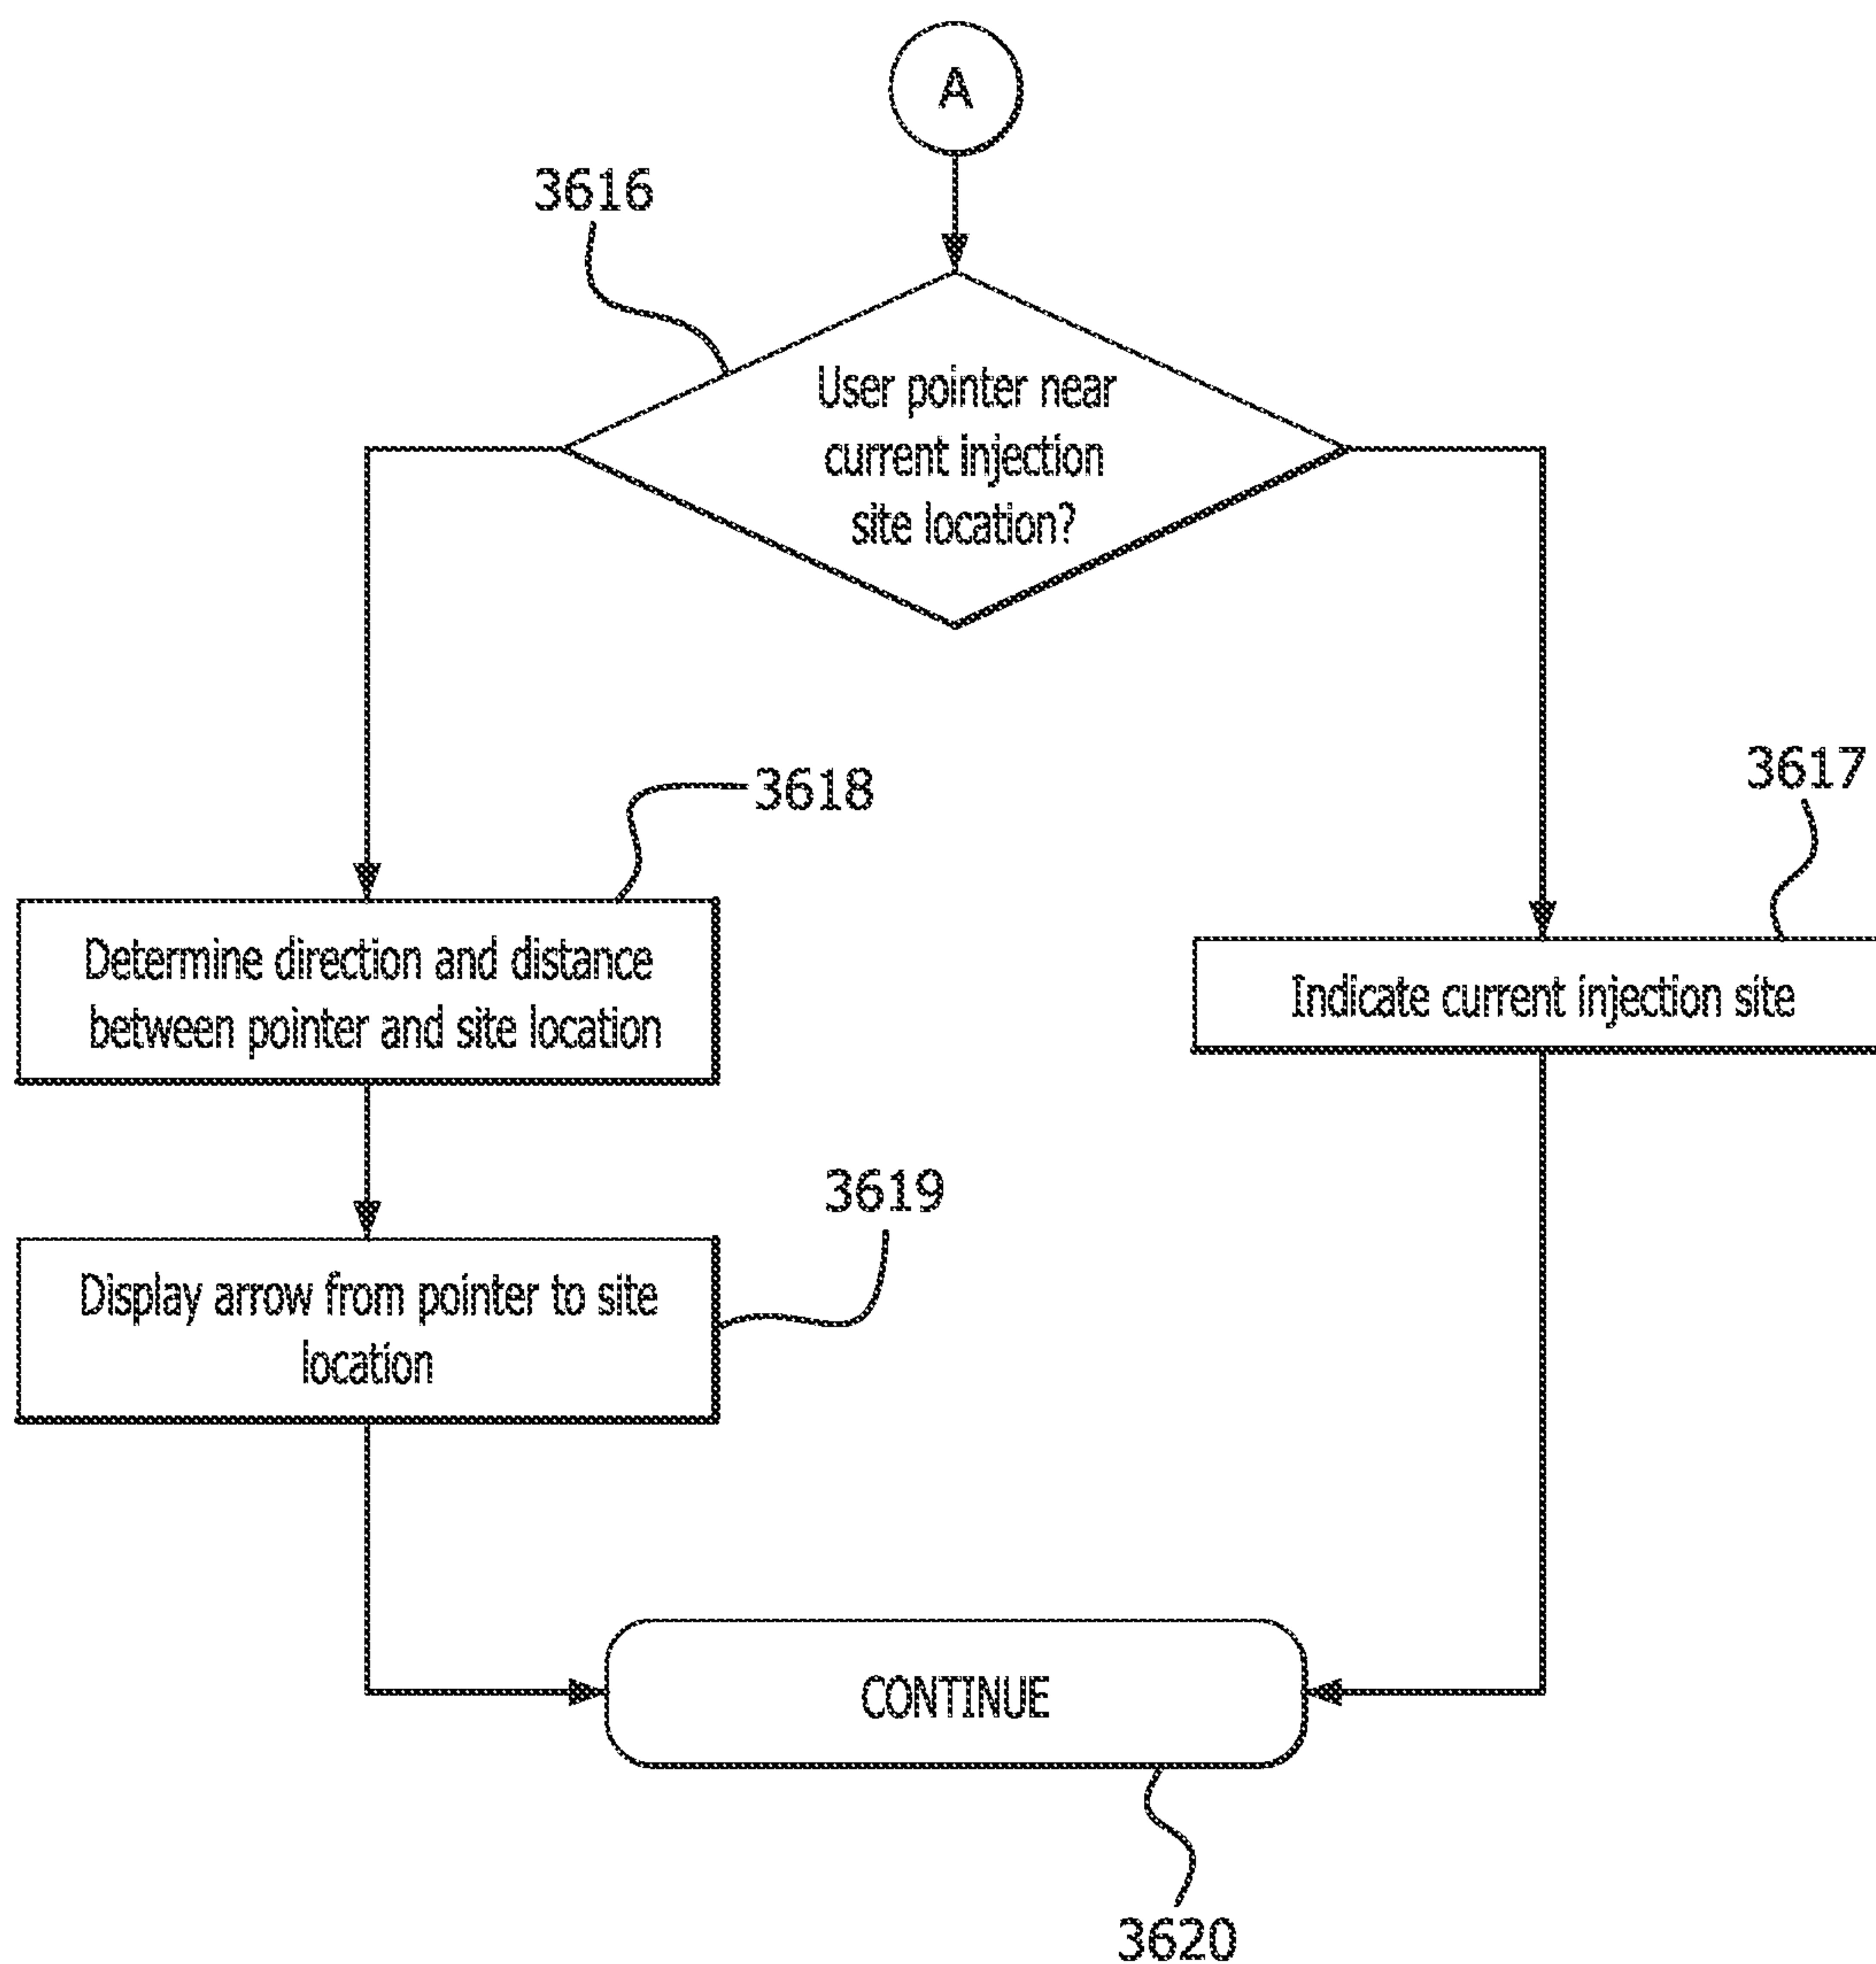 A
3616
User pointer near
current injection
site location?
3618
3617
Determine direction and distance
between pointer and site location
Indicate current injection site
3619
Display arrow from pointer to site
location
CONTINUE
3620